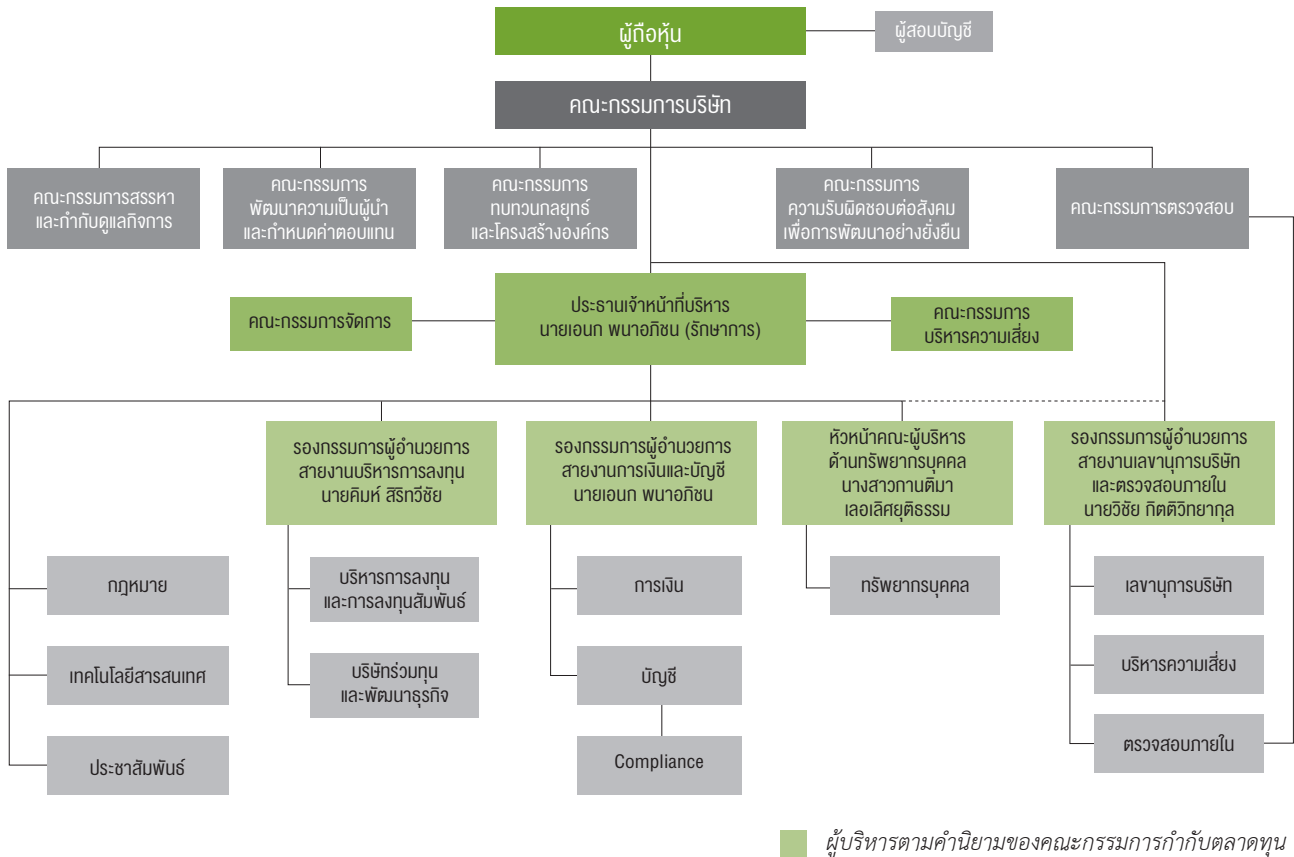 ผู้ถือหุ้น
ผู้สอบบัญชี
คณะกรรมการบริษัท
คณะกรรมการสรรหา
และกำกับดูแลกิจการ
คณะกรรมการ
พัฒนาความเป็นผู้นำ
และกำหนดค่าตอบแทน
คณะกรรมการ
ทบทวนกลยุทธ์
และโครงสร้างองค์กร
คณะกรรมการ
ความรับผิดชอบต่อสังคม
เพื่อการพัฒนาอย่างยั่งยืน
คณะกรรมการตรวจสอบ
คณะกรรมการจัดการ
ประธานเจ้าหน้าที่บริหาร
นายเอนก พนาอภิชน (รักษาการ)
คณะกรรมการ
บริหารความเสี่ยง
รองกรรมการผู้อำนวยการ
สายงานบริหารการลงทุน
นายคิมห์ สิริทวีชัย
รองกรรมการผู้อำนวยการ
สายงานการเงินและบัญชี
นายเอนก พนาอภิชน
หัวหน้าคณะผู้บริหาร
ด้านทรัพยากรบุคคล
นางสาวกานติมา
เลอเลิศยุติธรรม
รองกรรมการผู้อำนวยการ
สายงานเลขานุการบริษัท
และตรวจสอบภายใน
นายวิชัย กิตติวิทยากุล
กฎหมาย
เทคโนโลยีสารสนเทศ
ประชาสัมพันธ์
บริหารการลงทุน
และการลงทุนสัมพันธ์
บริษัทร่วมทุน
และพัฒนาธุรกิจ
การเงิน
บัญชี
Compliance
ทรัพยากรบุคคล
เลขานุการบริษัท
บริหารความเสี่ยง
ตรวจสอบภายใน
ผู้บริหารตามคำนิยามของคณะกรรมการกำกับตลาดทุน